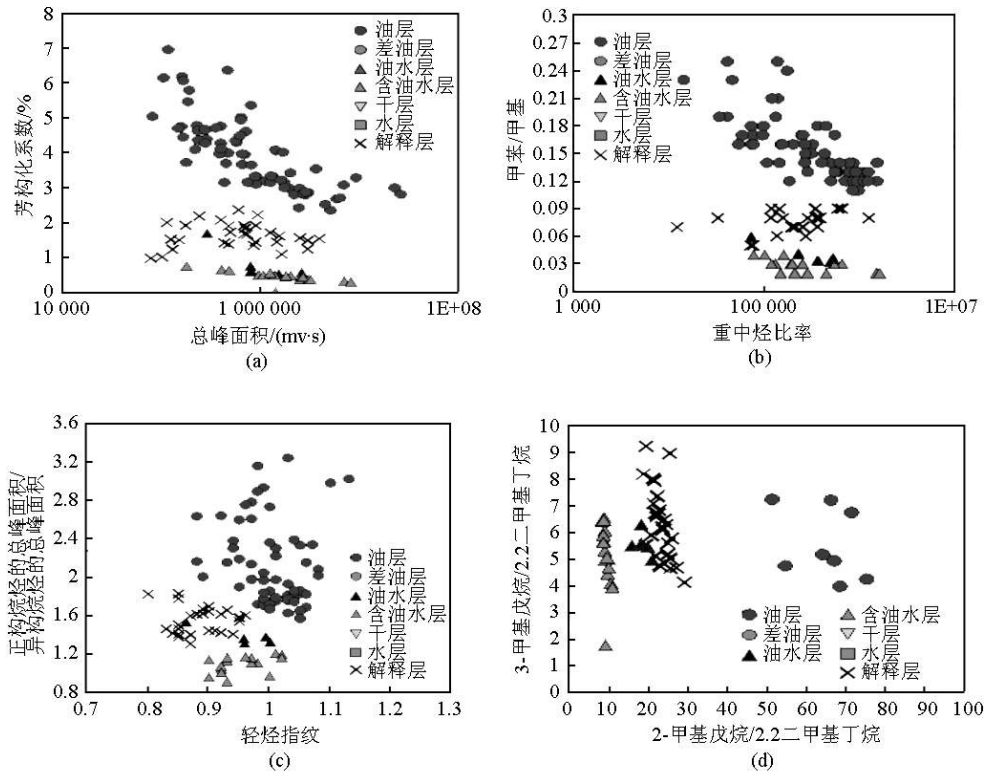 8
7
6
5
4
3
2
1
0
芳构化系数/%
油层
差油层
油水层
含油水层
干层
水层
解释层
10 000
1 000 000
1E+08
总峰面积/(mv·s)
(a)
0.3
0.27
0.24
0.21
0.18
0.15
0.12
0.09
0.06
0.03
0
甲苯/甲基
油层
差油层
油水层
含油水层
干层
水层
解释层
1 000
100 000
1E+07
重中烃比率
(b)
3.6
3.2
2.8
2.4
2.0
1.6
1.2
0.8
正构烷烃的总峰面积/
异构烷烃的总峰面积
油层
差油层
油水层
含油水层
干层
水层
解释层
0.7
0.8
0.9
1
1.1
1.2
1.3
轻烃指纹
(c)
10
9
8
7
6
5
4
3
2
1
0
3-甲基戊烷/2.2二甲基丁烷
油层
差油层
油水层
含油水层
干层
水层
解释层
0
10
20
30
40
50
60
70
80
90
100
2-甲基戊烷/2.2二甲基丁烷
(d)